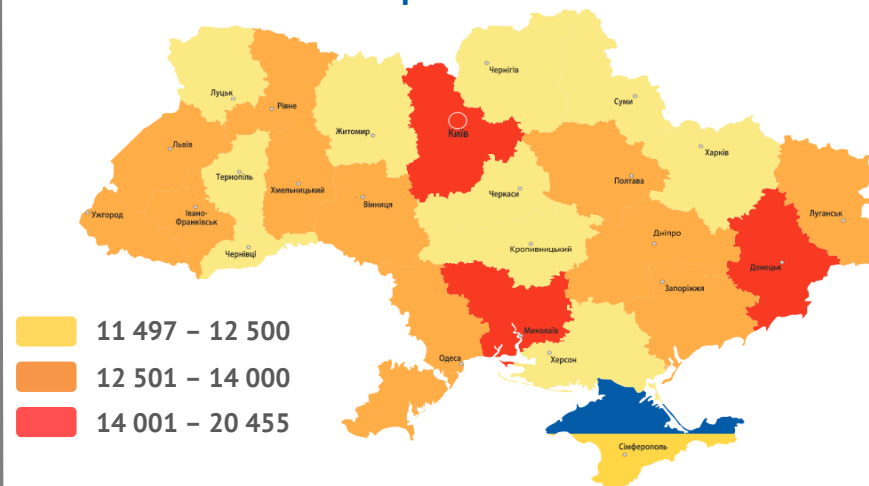 Чернігів
Луцьк
Суми
Рівне
Київ
Житомир
Львів
Харків
Тернопіль
Хмельницький
Черкаси
Полтава
Вінниця
Ужгород
Івано-
Франківськ
Луганськ
Дніпро
Чернівці
Кропивницький
Донецьк
Запоріжжя
Миколаїв
Одеса
Херсон
Сімферополь
11 497 – 12 500
12 501 – 14 000
14 001 – 20 455